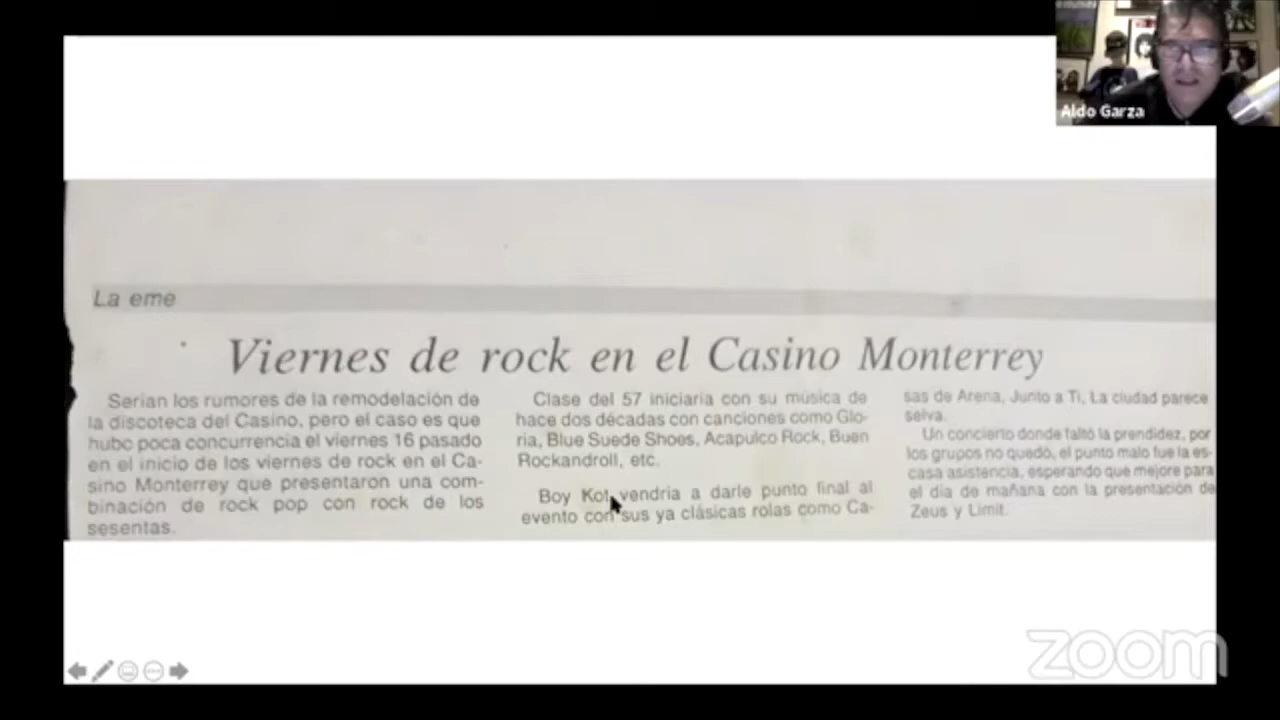 Aldo Garza
La eme
Viernes de rock en el Casino Monterrey
Serian los rumores de la remodelación de
la discoteca del Casino, pero el caso es que
hubo poca concurrencia el viernes 16 pasado
en el inicio de los viernes de rock en el Ca-
sino Monterrey que presentaron una com-
binación de rock pop con rock de los
sesentas.
Clase del 57 iniciaria con su música de
hace dos décadas con canciones como Glo-
ria, Blue Suede Shoes, Acapulco Rock, Buen
Rockandroll, etc.
Boy Kot vendria a darle punto final al
evento con sus ya clásicas rolas como Ca-
sas de Arena, Junto a Ti, La ciudad parece
selva.
Un concierto donde faltó la prendidez, por
los grupos no quedó, el punto malo fue la es-
casa asistencia, esperando que mejore para
el día de mañana con la presentación de
Zeus y Limit.
zoom